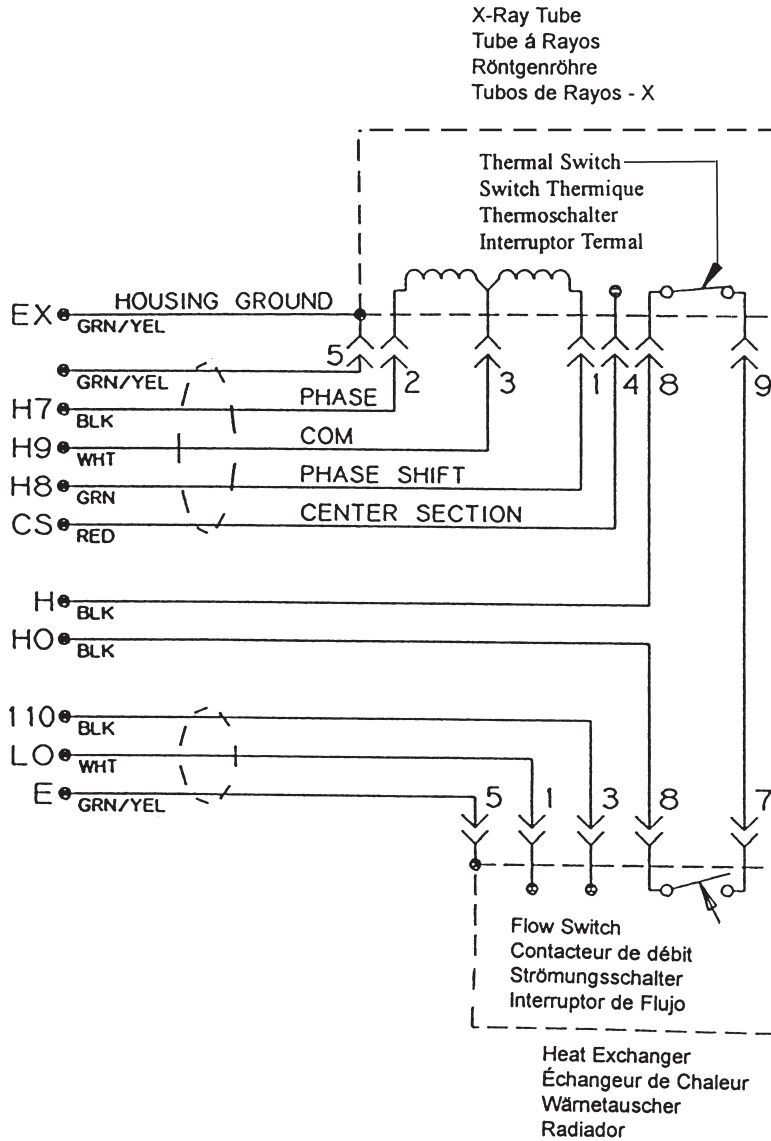 X-Ray Tube
Tube á Rayos
Röntgenröhre
Tubos de Rayos - X
Thermal Switch
Switch Thermique
Thermoschalter
Interruptor Termal
EX HOUSING GROUND
GRN/YEL
5 2 3 1 4 8 9
GRN/YEL
H7 BLK PHASE
H9 WHT COM
H8 GRN PHASE SHIFT
CS RED CENTER SECTION
H BLK
HO BLK
110 BLK
LO WHT
E GRN/YEL
5 1 3 8 7
Flow Switch
Contacteur de débit
Strömungsschalter
Interruptor de Flujo
Heat Exchanger
Échangeur de Chaleur
Wärnetauscher
Radiador